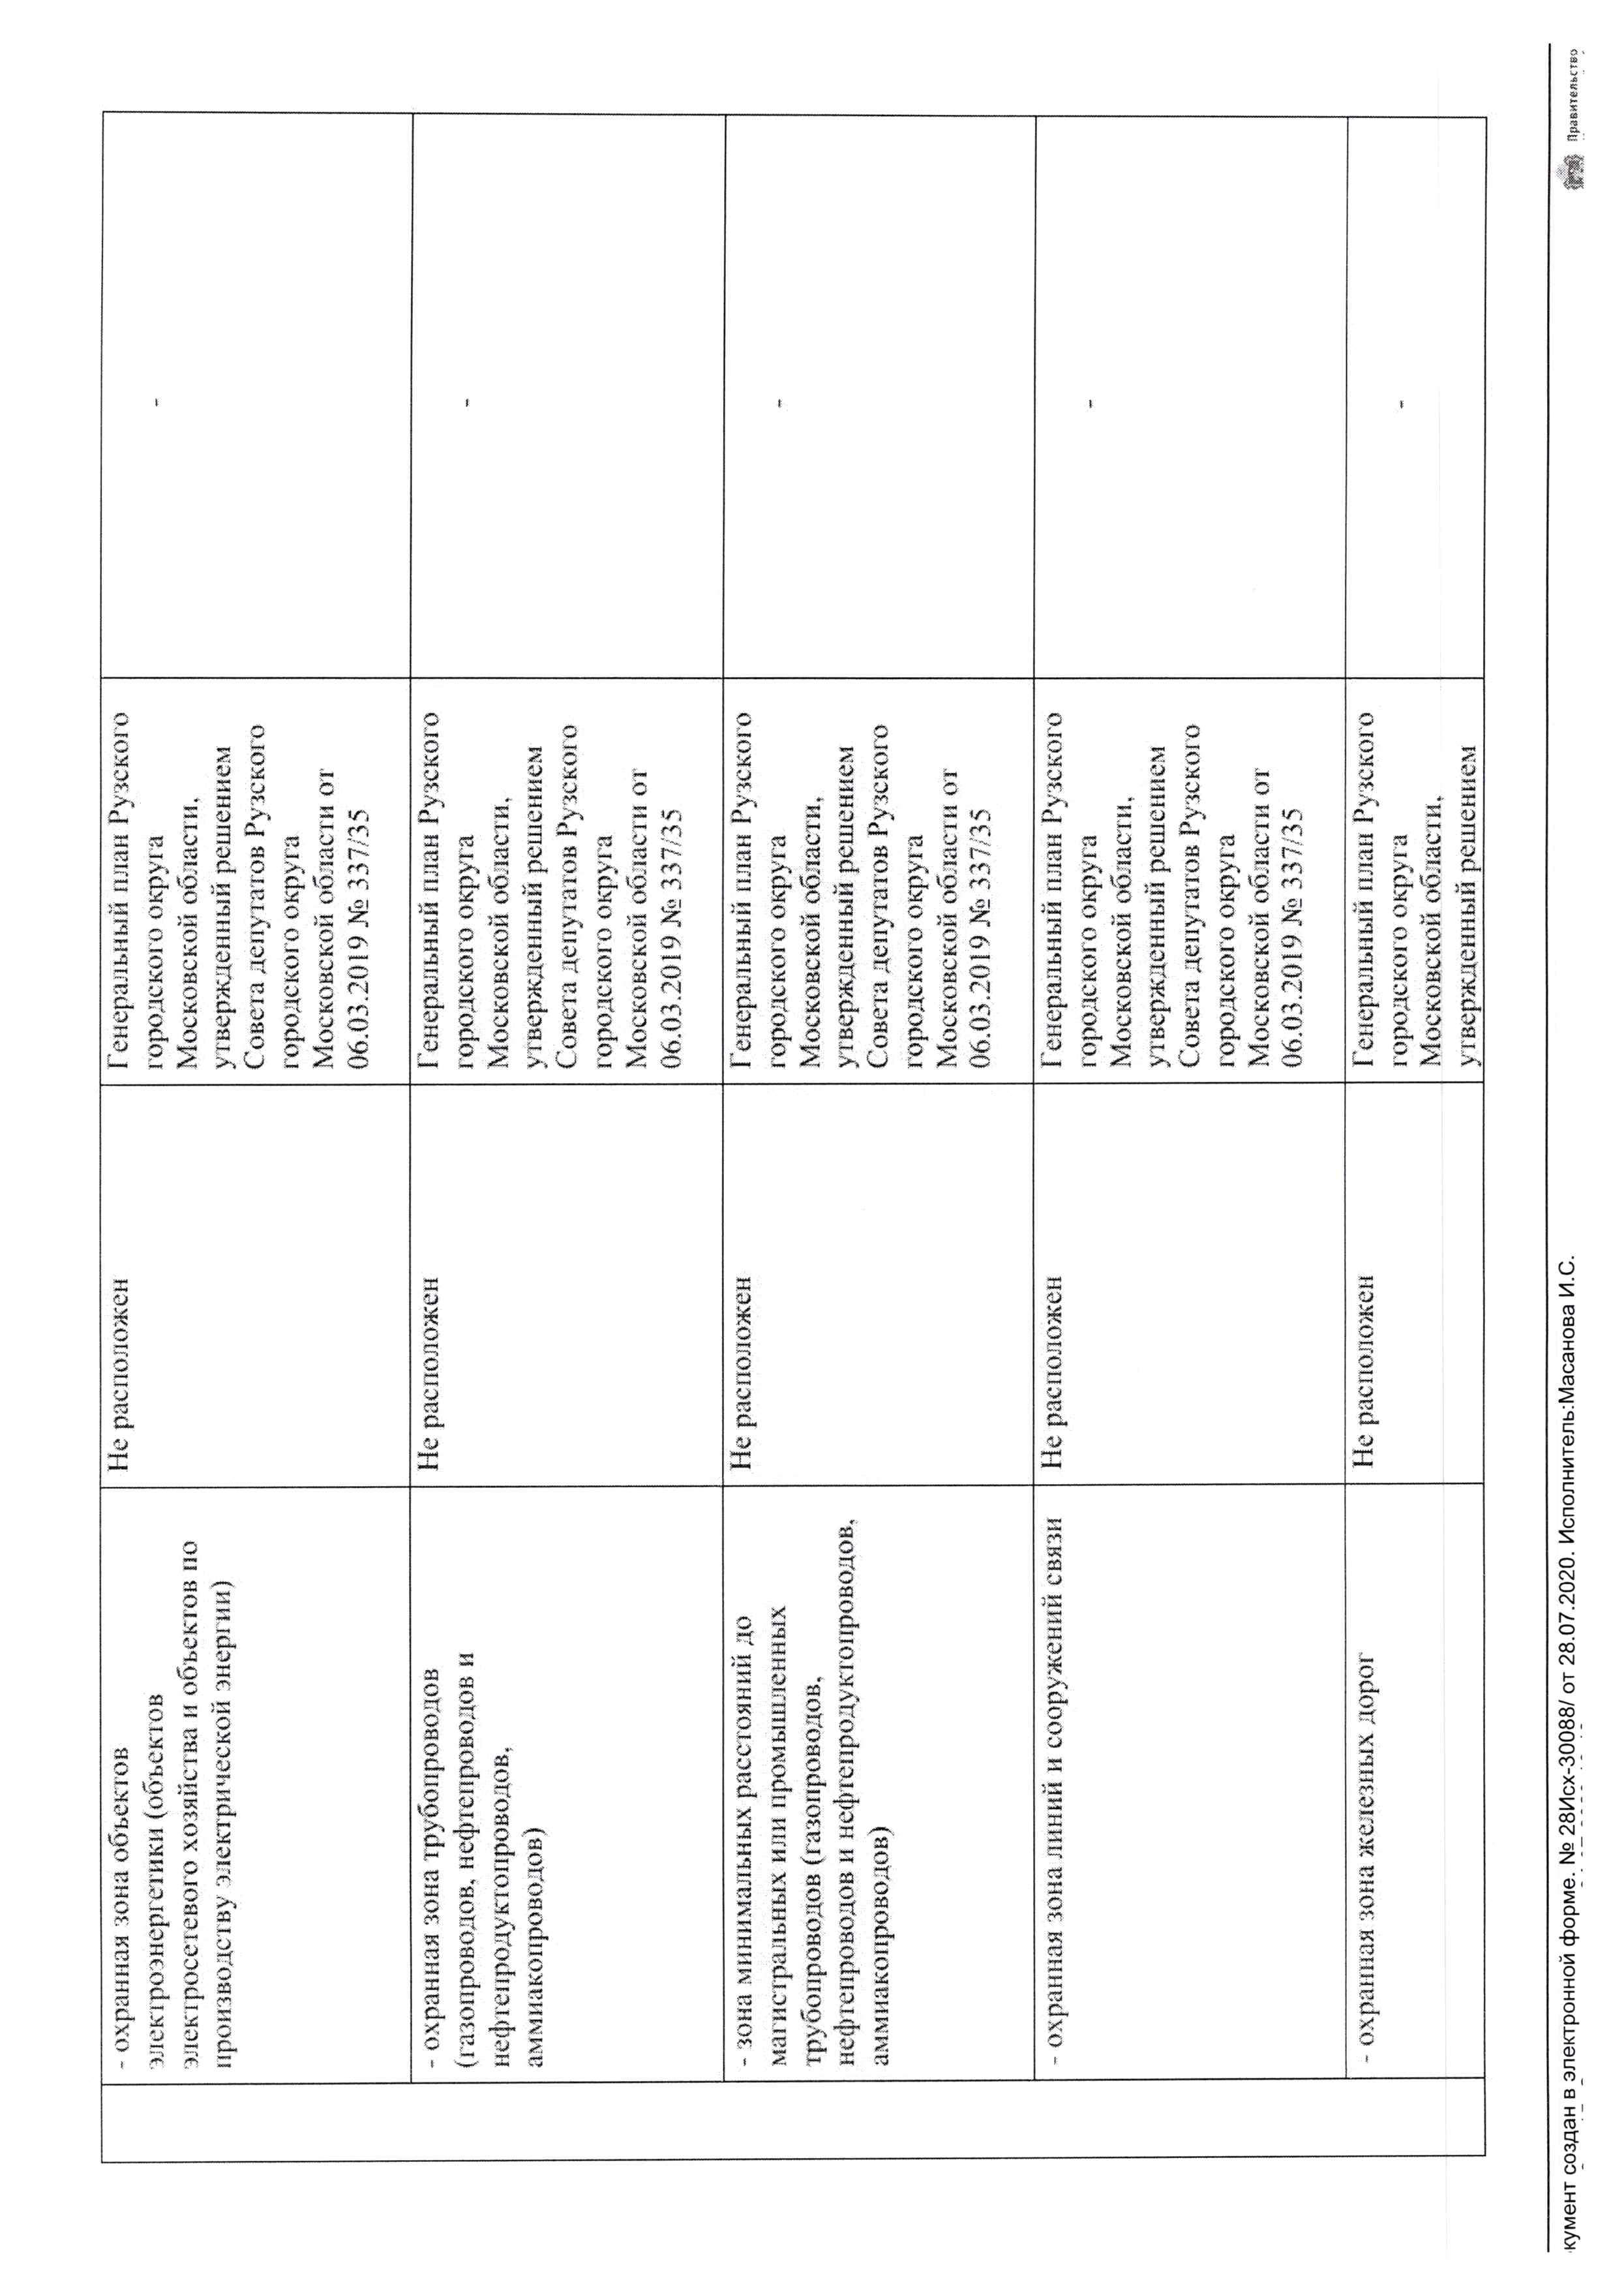 - охранная зона объектов
электроэнергетики (объектов
электросетевого хозяйства и объектов по
производству электрической энергии)
Не расположен
Генеральный план Рузского
городского округа
Московской области,
утвержденный решением
Совета депутатов Рузского
городского округа
Московской области от
06.03.2019 № 337/35
-
- охранная зона трубопроводов
(газопроводов, нефтепроводов и
нефтепродуктопроводов,
аммиакопроводов)
Не расположен
Генеральный план Рузского
городского округа
Московской области,
утвержденный решением
Совета депутатов Рузского
городского округа
Московской области от
06.03.2019 № 337/35
-
- зона минимальных расстояний до
магистральных или промышленных
трубопроводов (газопроводов,
нефтепроводов и нефтепродуктопроводов,
аммиакопроводов)
Не расположен
Генеральный план Рузского
городского округа
Московской области,
утвержденный решением
Совета депутатов Рузского
городского округа
Московской области от
06.03.2019 № 337/35
-
- охранная зона линий и сооружений связи
Не расположен
Генеральный план Рузского
городского округа
Московской области,
утвержденный решением
Совета депутатов Рузского
городского округа
Московской области от
06.03.2019 № 337/35
-
- охранная зона железных дорог
Не расположен
Генеральный план Рузского
городского округа
Московской области,
утвержденный решением
-
кумент создан в электронной форме. № 28Исх-30088/ от 28.07.2020. Исполнитель:Масанова И.С.
Правительство